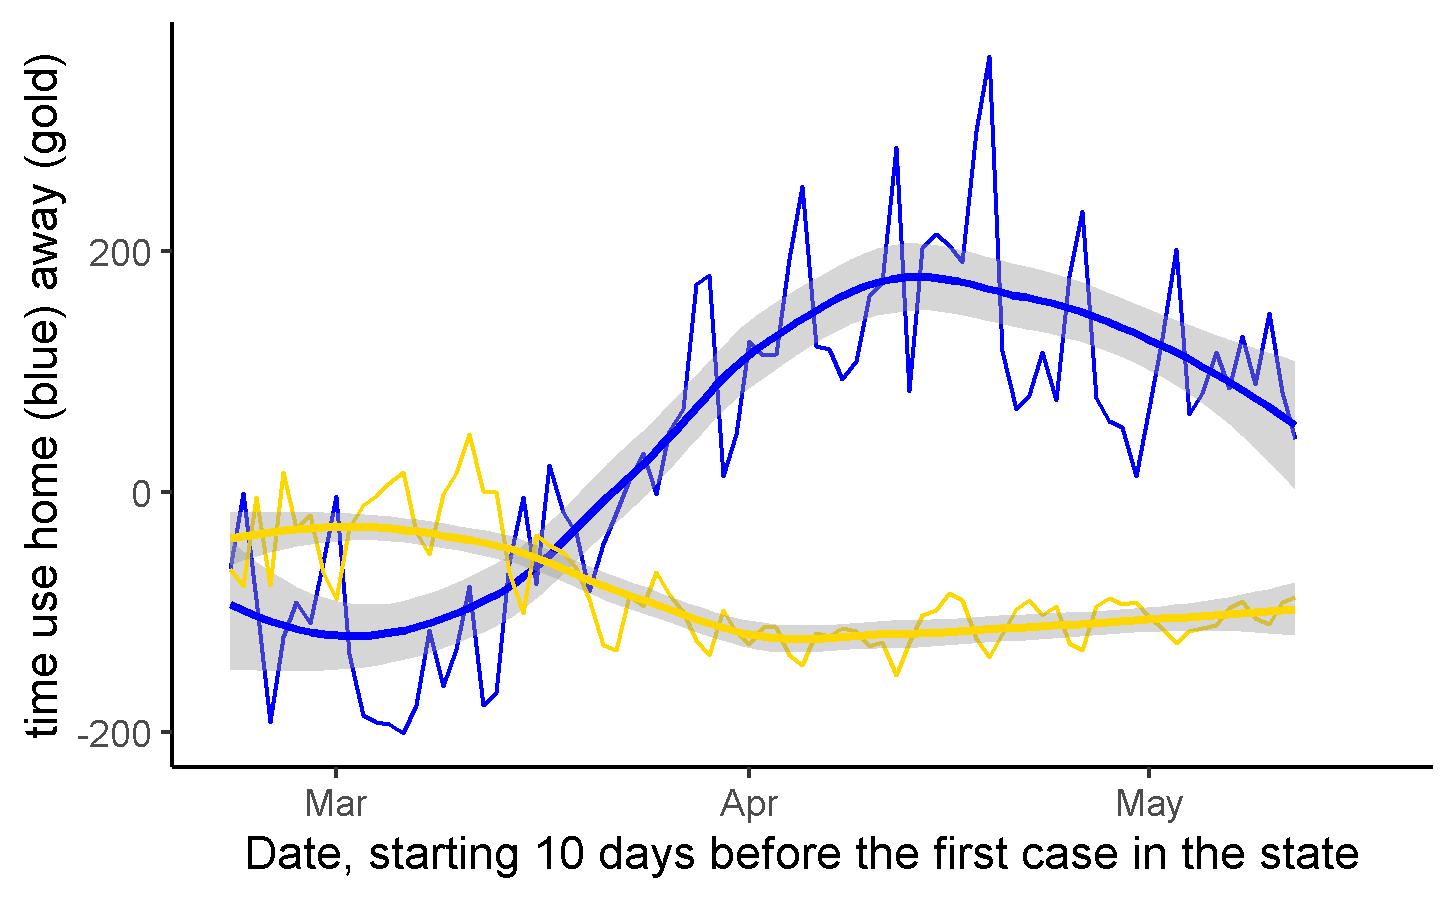 time use home (blue) away (gold)
200
0
-200
Mar
Apr
May
Date, starting 10 days before the first case in the state